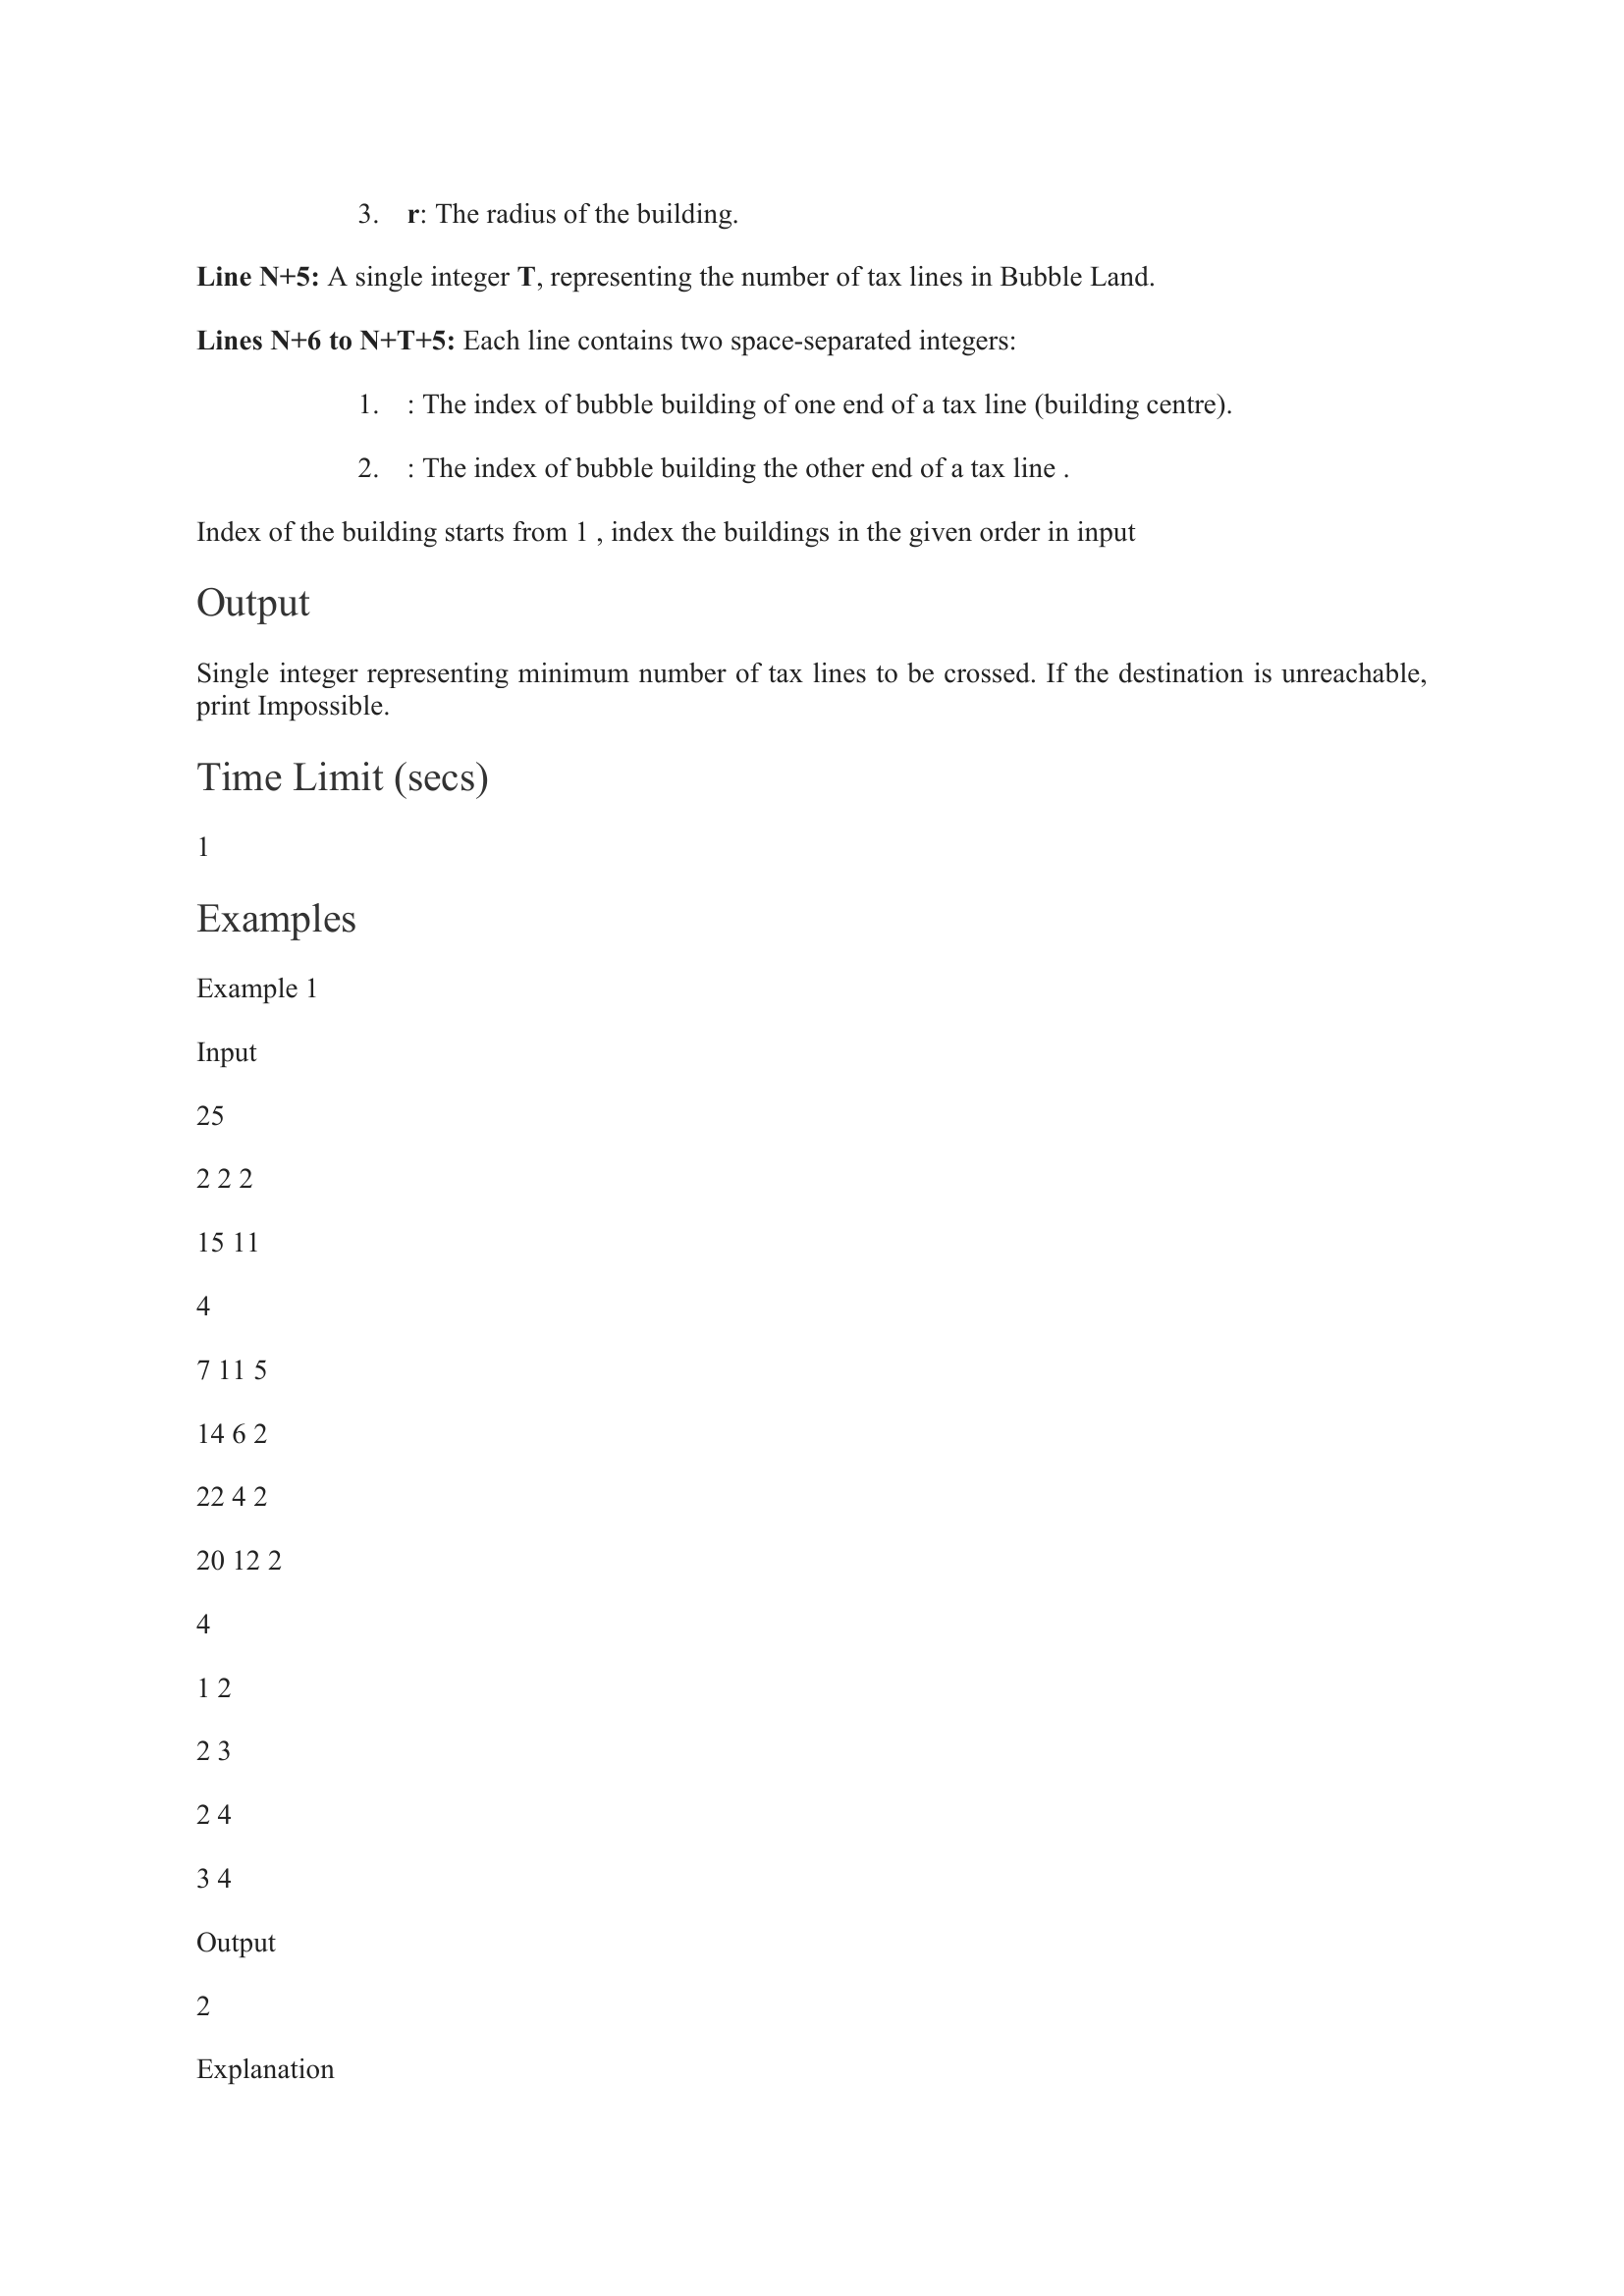 3. r: The radius of the building.
Line N+5: A single integer T, representing the number of tax lines in Bubble Land.
Lines N+6 to N+T+5: Each line contains two space-separated integers:
1. : The index of bubble building of one end of a tax line (building centre).
2. : The index of bubble building the other end of a tax line .
Index of the building starts from 1 , index the buildings in the given order in input
Output
Single integer representing minimum number of tax lines to be crossed. If the destination is unreachable,
print Impossible.
Time Limit (secs)
1
Examples
Example 1
Input
25
2 2 2
15 11
4
7 11 5
14 6 2
22 4 2
20 12 2
4
1 2
2 3
2 4
3 4
Output
2
Explanation